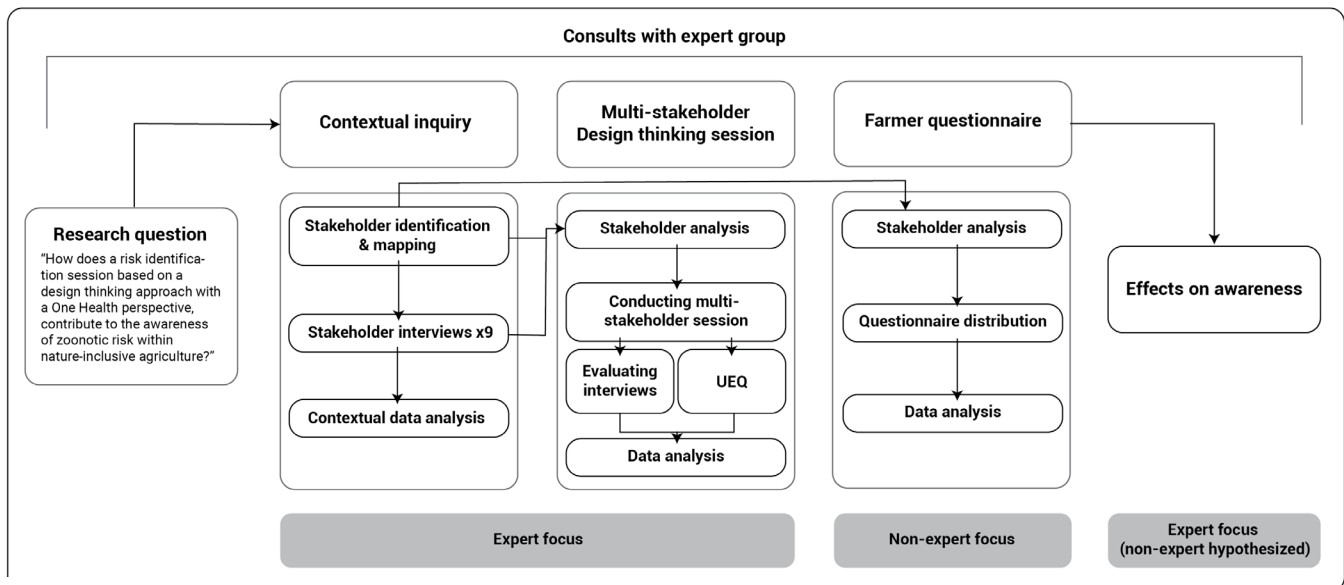 Consults with expert group
Contextual inquiry
Multi-stakeholder
Design thinking session
Farmer questionnaire
Research question
“How does a risk identifica-
tion session based on a
design thinking approach with
a One Health perspective,
contribute to the awareness
of zoonotic risk within
nature-inclusive agriculture?”
Stakeholder identification
& mapping
Stakeholder interviews x9
Contextual data analysis
Stakeholder analysis
Conducting multi-
stakeholder session
Evaluating
interviews
UEQ
Data analysis
Stakeholder analysis
Questionnaire distribution
Data analysis
Effects on awareness
Expert focus
Non-expert focus
Expert focus
(non-expert hypothesized)